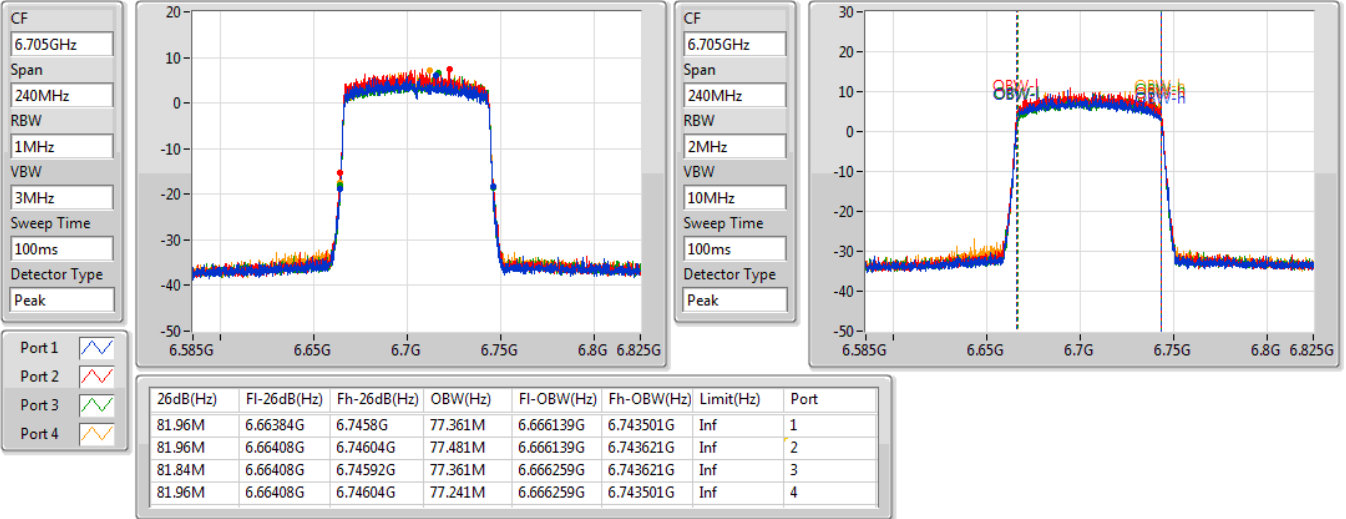 CF
6.705GHz
Span
240MHz
RBW
1MHz
VBW
3MHz
Sweep Time
100ms
Detector Type
Peak
20
10
0
-10
-20
-30
-40
-50
6.585G 6.65G 6.7G 6.75G 6.8G 6.825G
CF
6.705GHz
Span
240MHz
RBW
2MHz
VBW
10MHz
Sweep Time
100ms
Detector Type
Peak
30
20
10
0
-10
-20
-30
-40
-50
OBW-l
OBW-h
6.585G 6.65G 6.7G 6.75G 6.8G 6.825G
Port 1
Port 2
Port 3
Port 4
26dB(Hz) Fl-26dB(Hz) Fh-26dB(Hz) OBW(Hz) Fl-OBW(Hz) Fh-OBW(Hz) Limit(Hz) Port
81.96M 6.66384G 6.7458G 77.361M 6.666139G 6.743501G Inf 1
81.96M 6.66408G 6.74604G 77.481M 6.666139G 6.743621G Inf 2
81.84M 6.66408G 6.74592G 77.361M 6.666259G 6.743621G Inf 3
81.96M 6.66408G 6.74604G 77.241M 6.666259G 6.743501G Inf 4